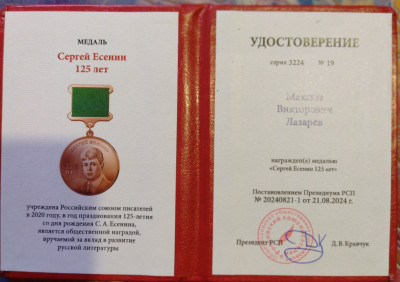 МЕДАЛЬ
Сергей Есенин
125 лет
учреждена Российским союзом писателей
в 2020 году, в год празднования 125-летия
со дня рождения С. А. Есенина,
является общественной наградой,
вручаемой за вклад в развитие
русской литературы
УДОСТОВЕРЕНИЕ
серия 3224 № 19
Максим
Викторович
Лазарев
награжден(а) медалью
«Сергей Есенин 125 лет»
Постановлением Президиума РСП
№ 20240821-1 от 21.08.2024 г.
Президент РСП
Д. В. Кравчук